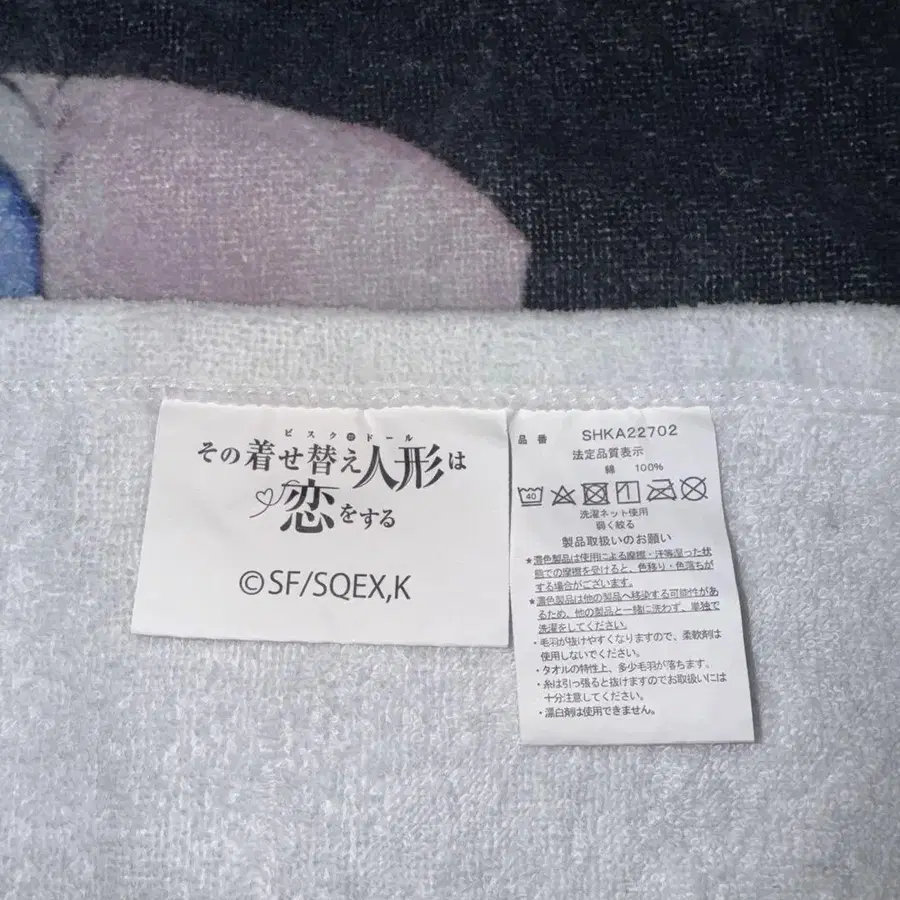 ビスク・ドール
その着せ替え人形は
恋をする
©SF/SQEX,K
品番 SHKA22702
法定品質表示
綿 100%
40
洗濯ネット使用
弱く絞る
製品取扱いのお願い
★濃色製品は使用による摩擦・汗等湿った状
態での摩擦を受けると、色移り・色落ちが
する場合がございます。
★濃色製品は他の製品へ移染する可能性があ
るため、他の製品と一緒に洗わず、単独で
洗濯をしてください。
・毛羽が抜けやすくなりますので、柔軟剤は
使用しないでください。
・タオルの特性上、多少毛羽が落ちます。
・糸は引っ張ると抜けますのでお取扱いには
十分注意してください。
・漂白剤は使用できません。